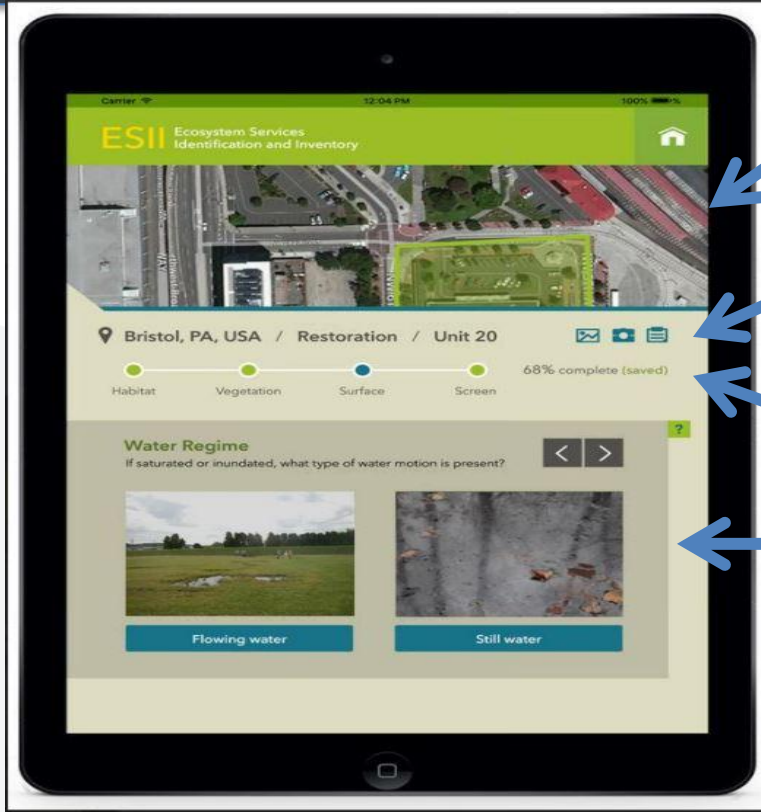 Carrier 12:04 PM 100%
ESII Ecosystem Services
Identification and Inventory
WAY
Bristol, PA, USA / Restoration / Unit 20
68% complete (saved)
Habitat Vegetation Surface Screen
?
Water Regime
If saturated or inundated, what type of water motion is present?
< >
Flowing water Still water